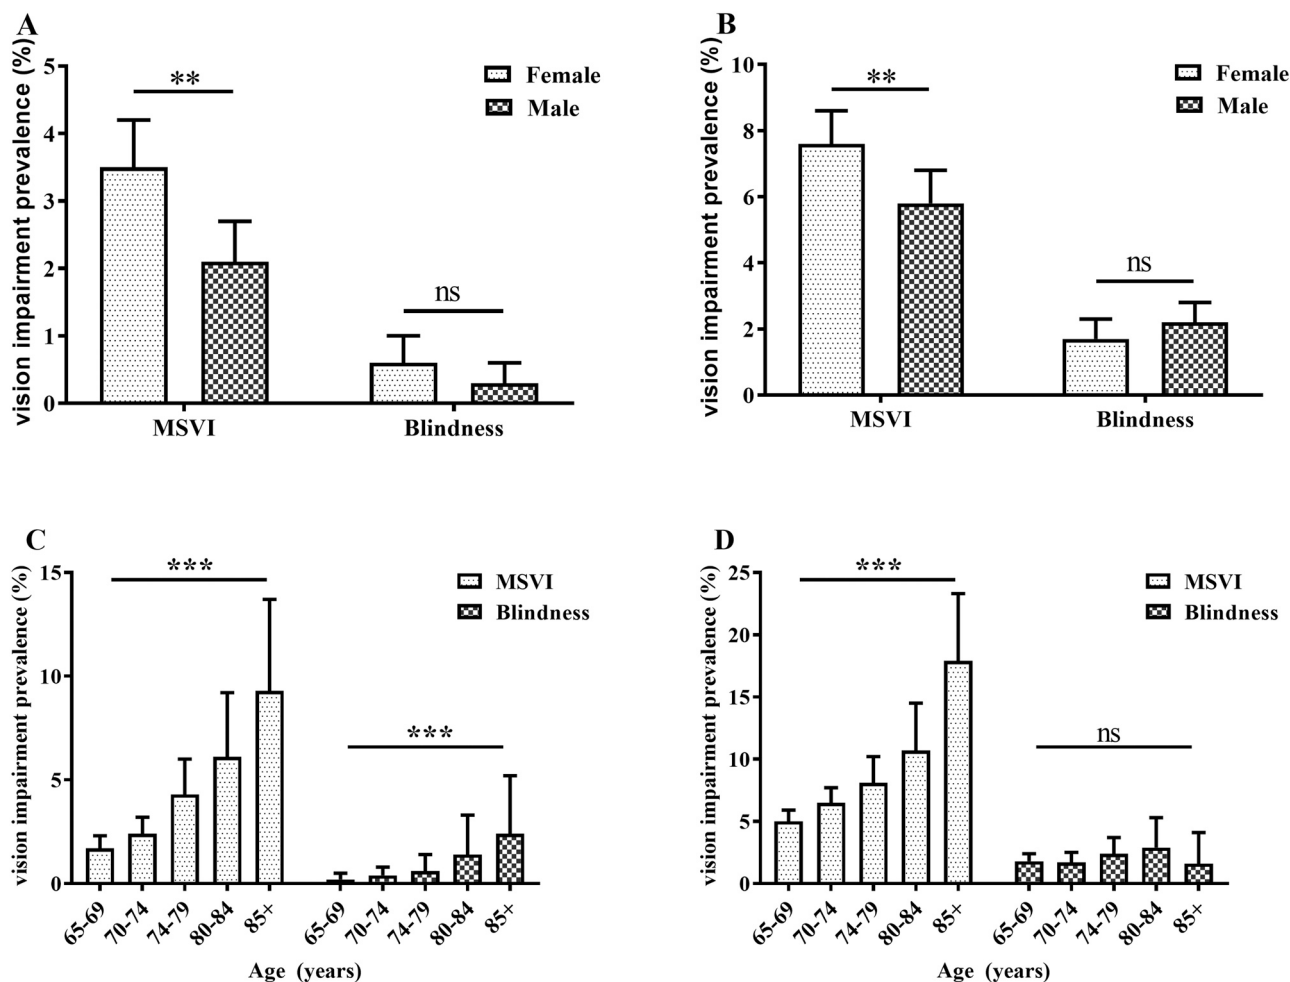 A
vision impairment prevalence (%)
5
4
3
2
1
0
**
ns
Female
Male
MSVI
Blindness
B
vision impairment prevalence (%)
10
8
6
4
2
0
**
ns
Female
Male
MSVI
Blindness
C
vision impairment prevalence (%)
15
10
5
0
***
***
MSVI
Blindness
65-69
70-74
74-79
80-84
85+
65-69
70-74
74-79
80-84
85+
Age (years)
D
vision impairment prevalence (%)
25
20
15
10
5
0
***
ns
MSVI
Blindness
65-69
70-74
74-79
80-84
85+
65-69
70-74
74-79
80-84
85+
Age (years)